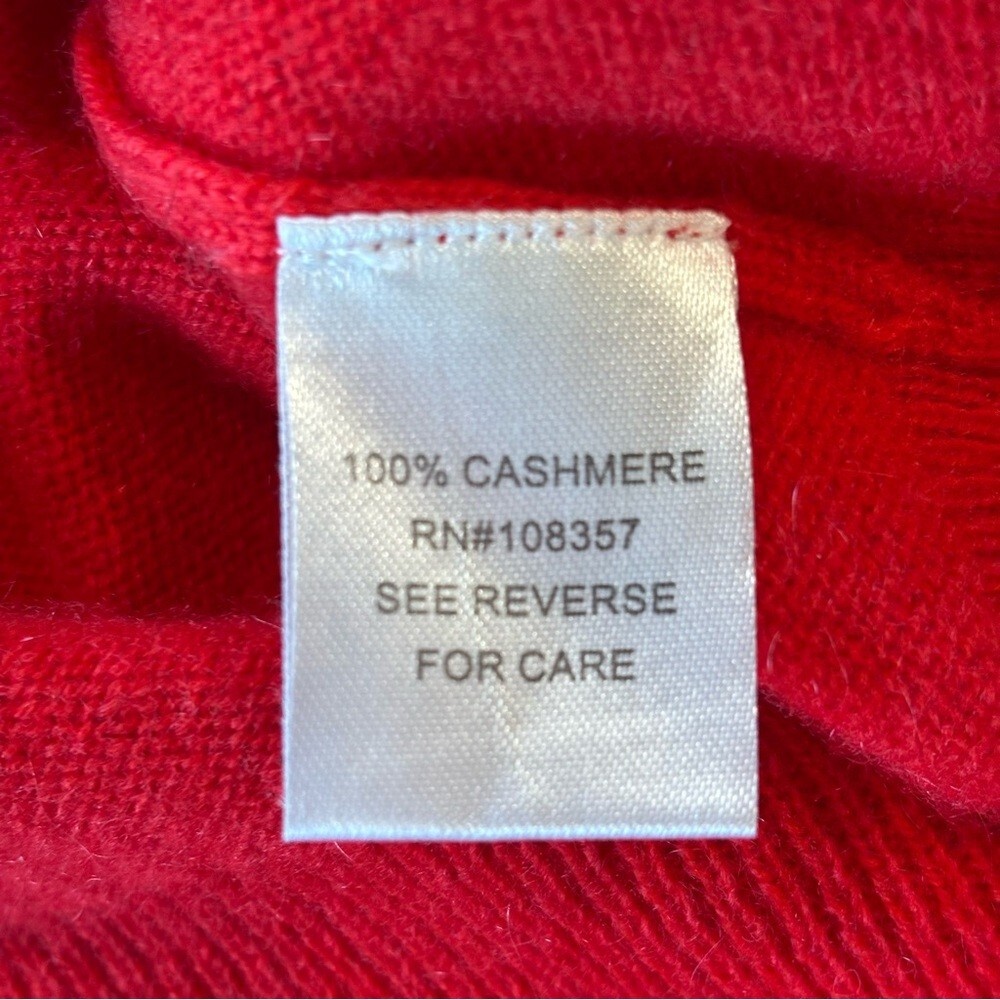 100% CASHMERE
RN#108357
SEE REVERSE
FOR CARE